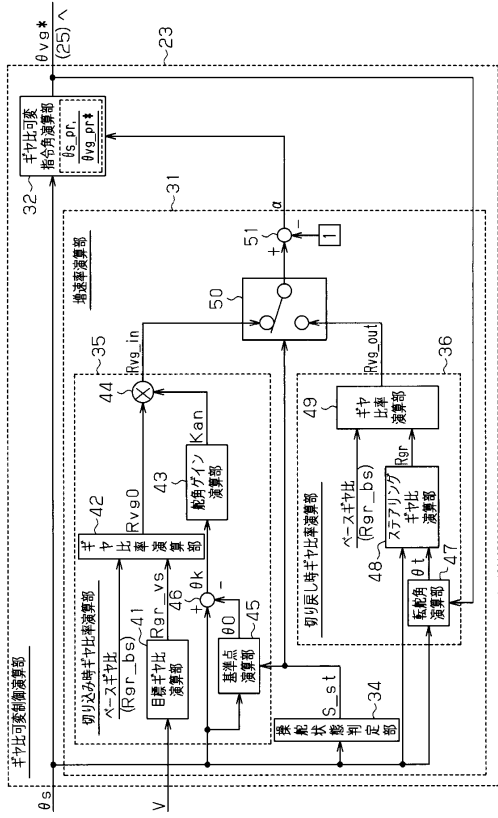 ギヤ比可変制御演算部
θs
V
23
θvg*
(25) へ
32
ギヤ比可変
指令角演算部
θs_pr,
θvg_pr*
31
増速率演算部
α
35
切り込み時ギヤ比率演算部
ベースギヤ比
(Rgr_bs)
41
目標ギヤ比
演算部
Rgr_vs
42
ギヤ比率演算部
Rvg0
44
Rvg_in
43
舵角ゲイン
演算部
Kan
46
θk
+
-
45
基準点
演算部
θ0
34
操舵状態判定部
S_st
50
51
+
-
1
36
切り戻し時ギヤ比率演算部
ベースギヤ比
(Rgr_bs)
48
ステアリング
ギヤ比
演算部
Rgr
49
ギヤ
比率
演算部
Rvg_out
47
転舵角
演算部
θt